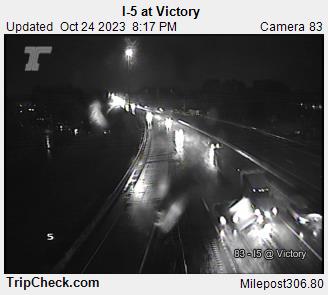 I-5 at Victory
Updated Oct 24 2023 8:17 PM Camera 83
S
83 - I5 @ Victory
TripCheck.com Milepost306.80